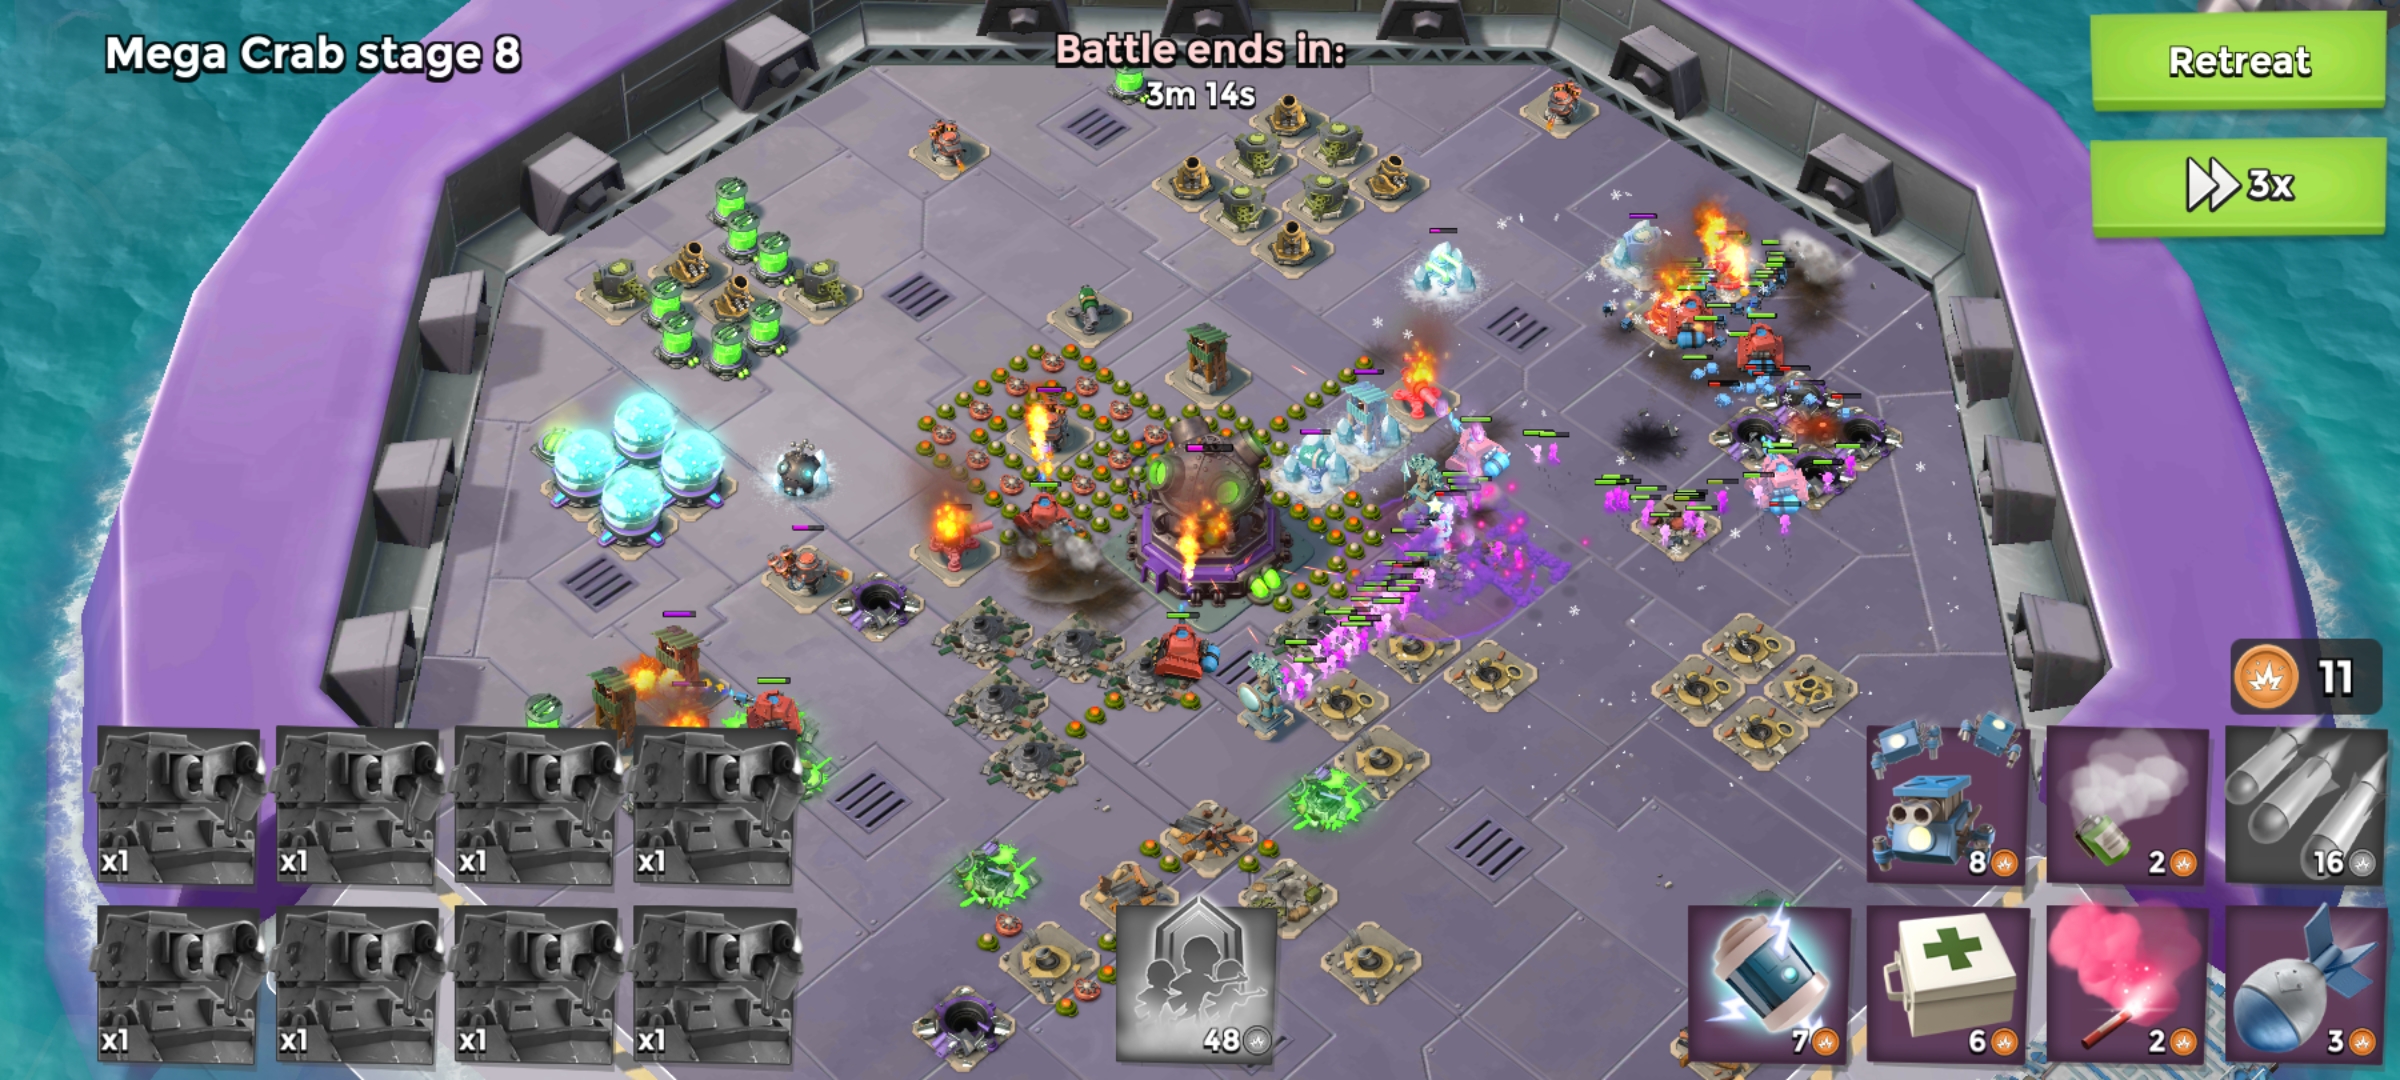 Mega Crab stage 8
Battle ends in:
3m 14s
Retreat
3x
11
x1
x1
x1
x1
8
2
16
x1
x1
x1
x1
48
7
6
2
3